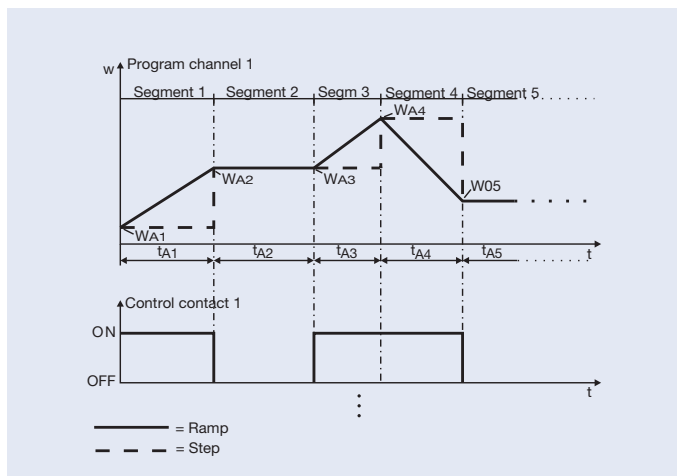 w Program channel 1
Segment 1 Segment 2 Segm 3 Segment 4 Segment 5
WA4
WA2 WA3 W05
WA1
tA1 tA2 tA3 tA4 tA5 t
Control contact 1
ON
OFF t
= Ramp
= Step